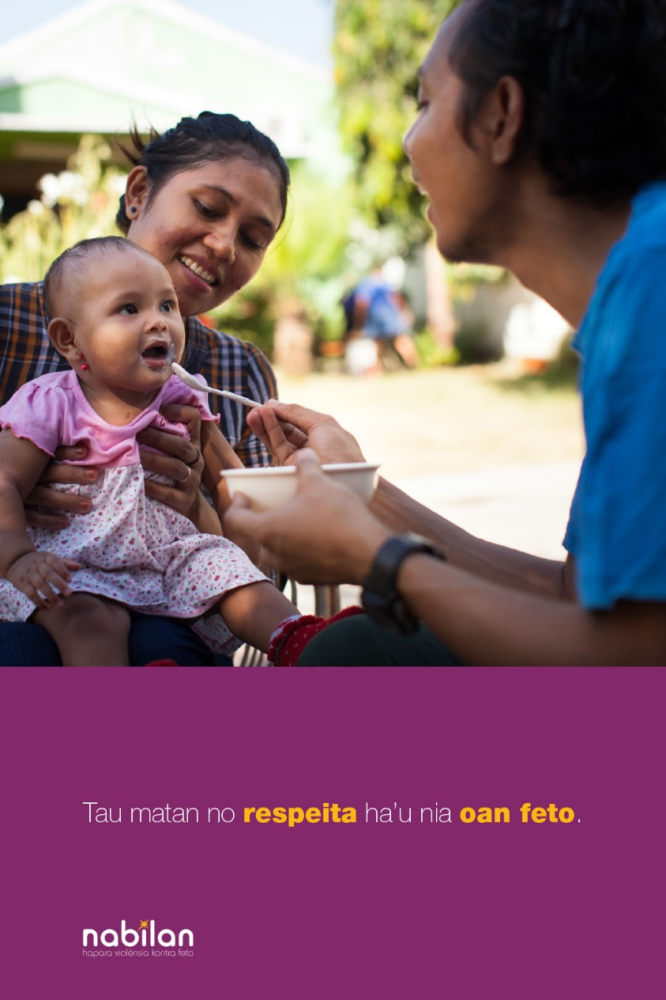 Tau matan no respeita ha'u nia oan feto.
nabilan
hapara violénsia kontra feto